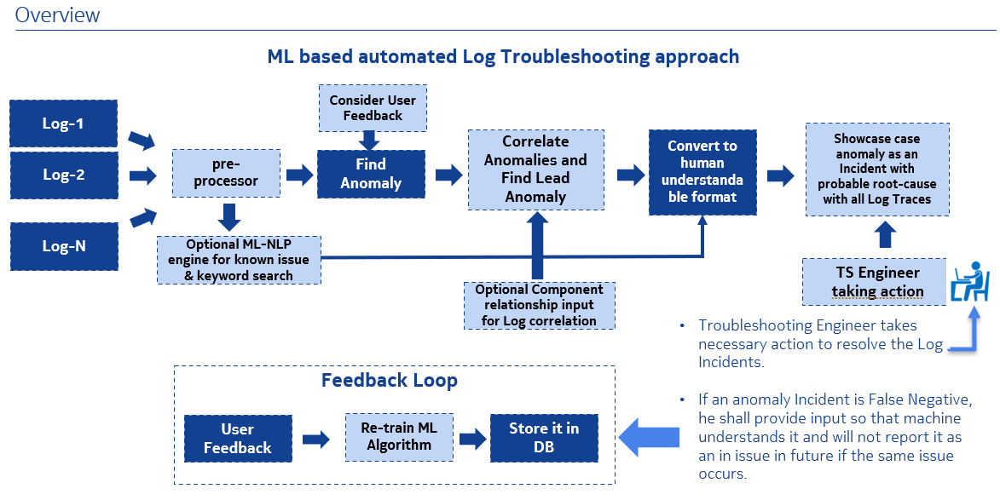 Overview
ML based automated Log Troubleshooting approach
Log-1
Log-2
Log-N
pre-
processor
Consider User
Feedback
Find
Anomaly
Correlate
Anomalies and
Find Lead
Anomaly
Convert to
human
understanda
ble format
Showcase case
anomaly as an
Incident with
probable root-cause
with all Log Traces
Optional ML-NLP
engine for known issue
& keyword search
Optional Component
relationship input
for Log correlation
TS Engineer
taking action
• Troubleshooting Engineer takes
necessary action to resolve the Log
Incidents.
• If an anomaly Incident is False Negative,
he shall provide input so that machine
understands it and will not report it as
an in issue in future if the same issue
occurs.
Feedback Loop
User
Feedback
Re-train ML
Algorithm
Store it in
DB